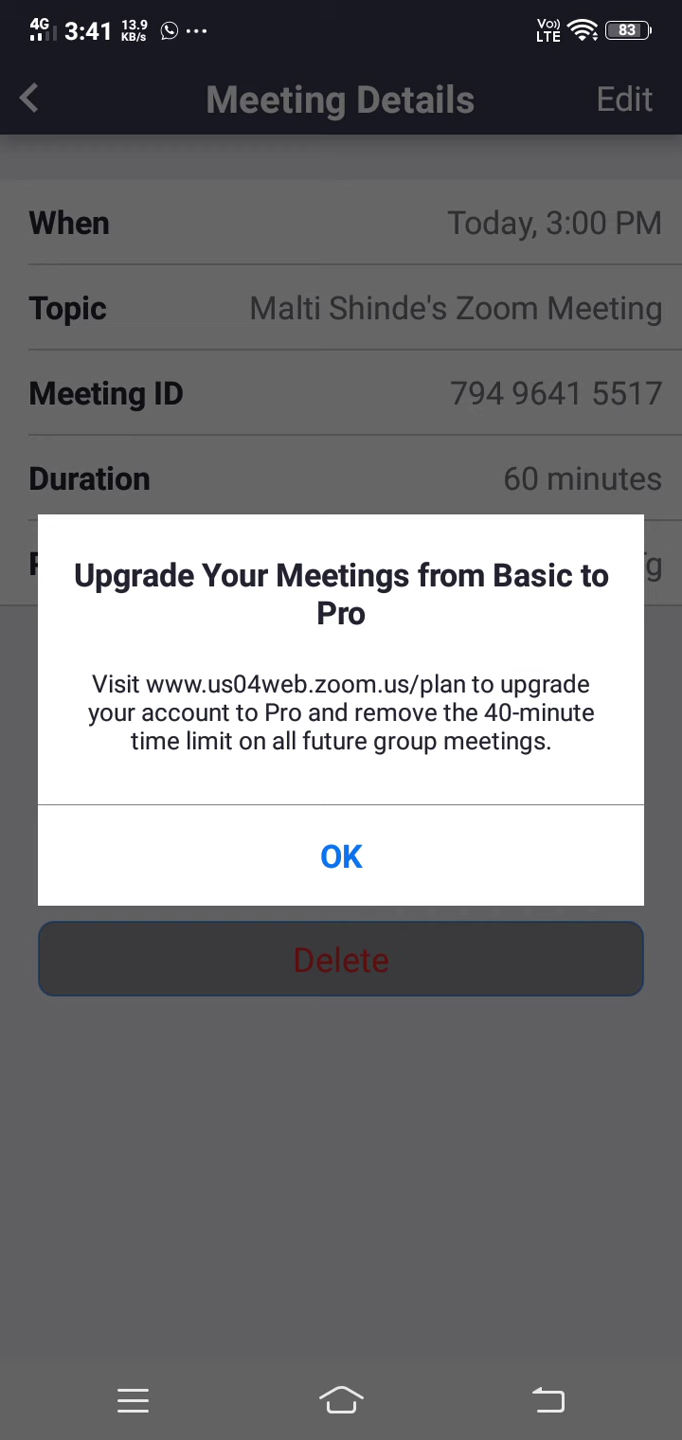 4G 3:41 13.9 KB/s ... Vo)) LTE 83
Meeting Details Edit
When Today, 3:00 PM
Topic Malti Shinde's Zoom Meeting
Meeting ID 794 9641 5517
Duration 60 minutes
Upgrade Your Meetings from Basic to
Pro
Visit www.us04web.zoom.us/plan to upgrade
your account to Pro and remove the 40-minute
time limit on all future group meetings.
OK
Delete